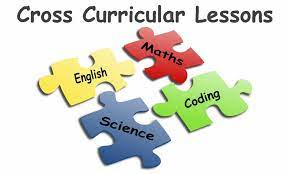 Cross Curricular Lessons
Maths
English
Coding
Science